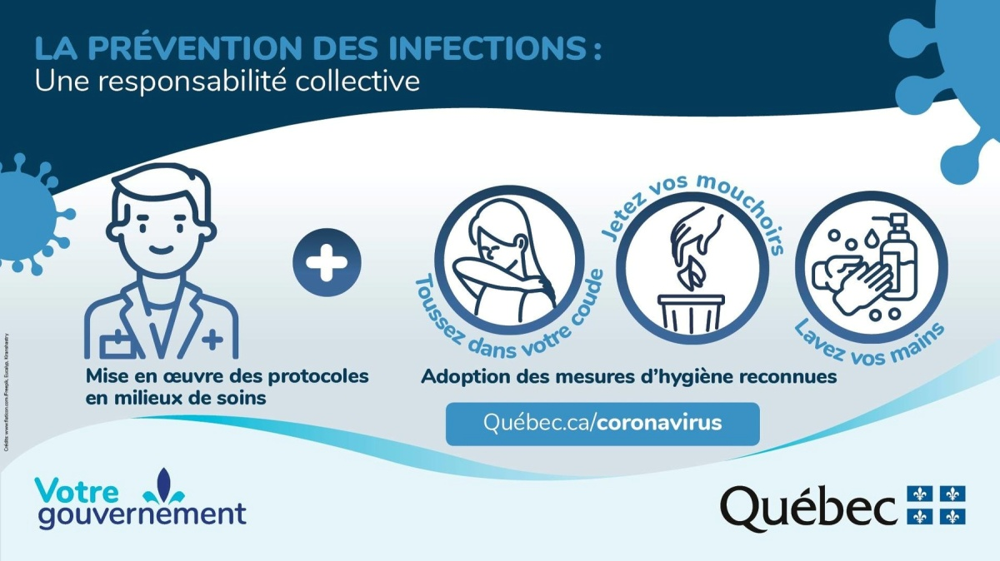 LA PRÉVENTION DES INFECTIONS :
Une responsabilité collective
Toussez dans votre coude
Jetez vos mouchoirs
Lavez vos mains
Mise en œuvre des protocoles
en milieux de soins
Adoption des mesures d'hygiène reconnues
Québec.ca/coronavirus
Crédits: www.flaticon.com /Freepik, Eucalyp, Kiranshastry
Votre
gouvernement
Québec